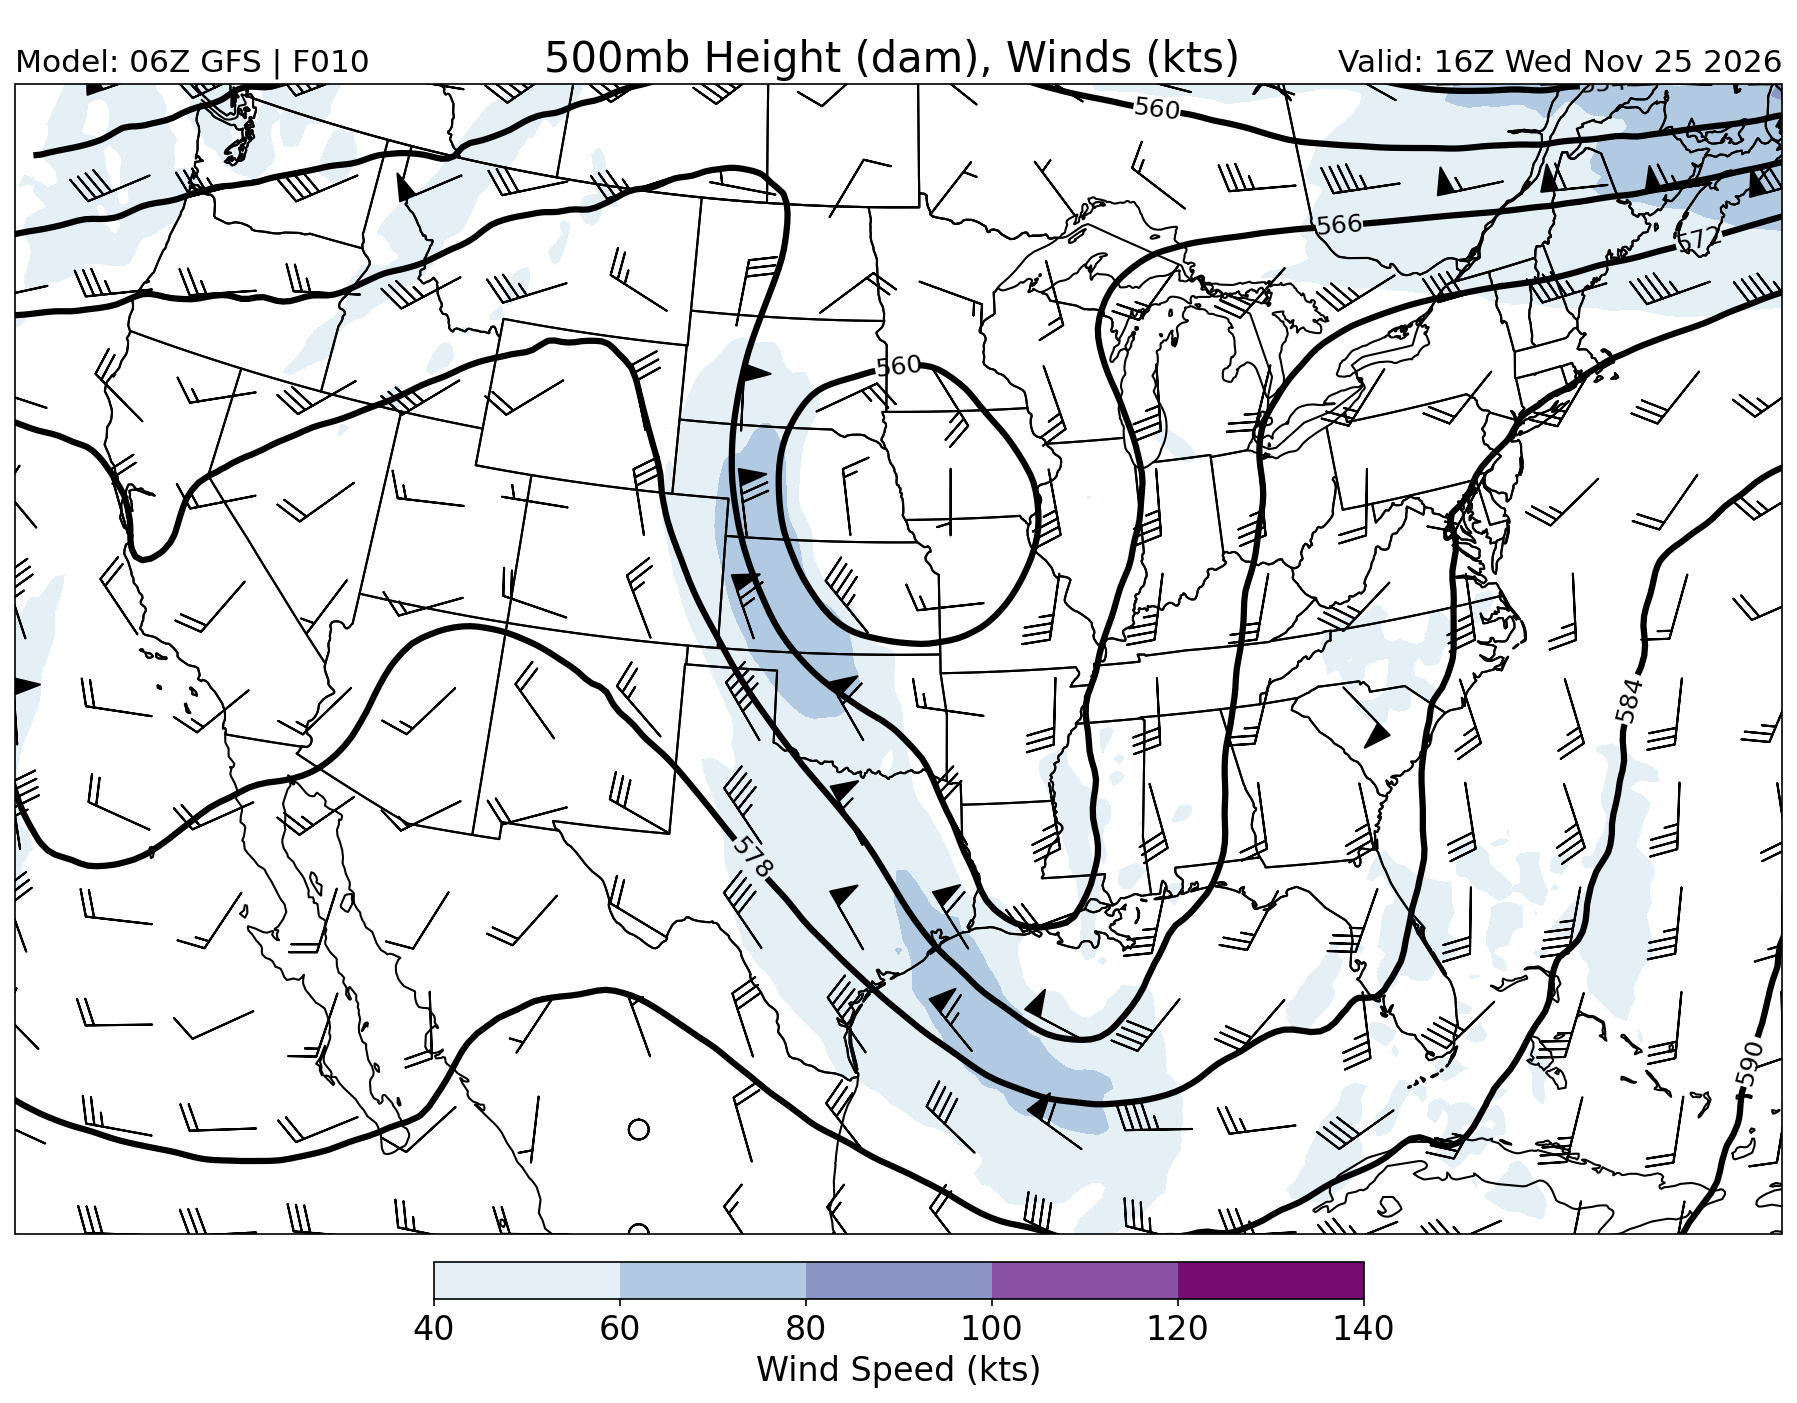 Model: 06Z GFS | F010
500mb Height (dam), Winds (kts)
Valid: 16Z Wed Nov 25 2026
560
566
572
560
584
578
590
40 60 80 100 120 140
Wind Speed (kts)